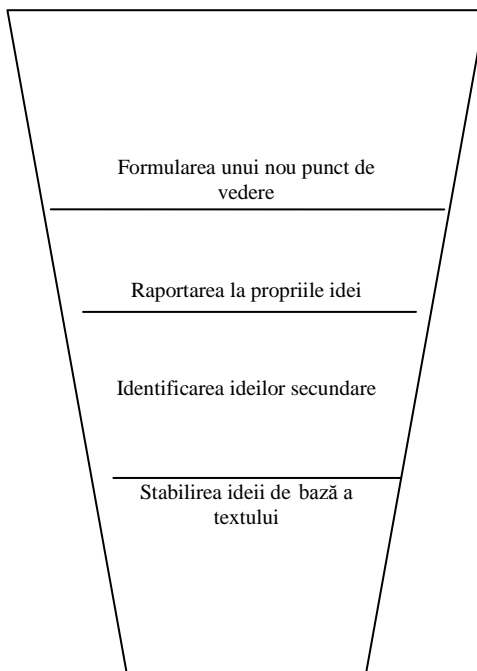 Formularea unui nou punct de
vedere
Raportarea la propriile idei
Identificarea ideilor secundare
Stabilirea ideii de bază a
textului